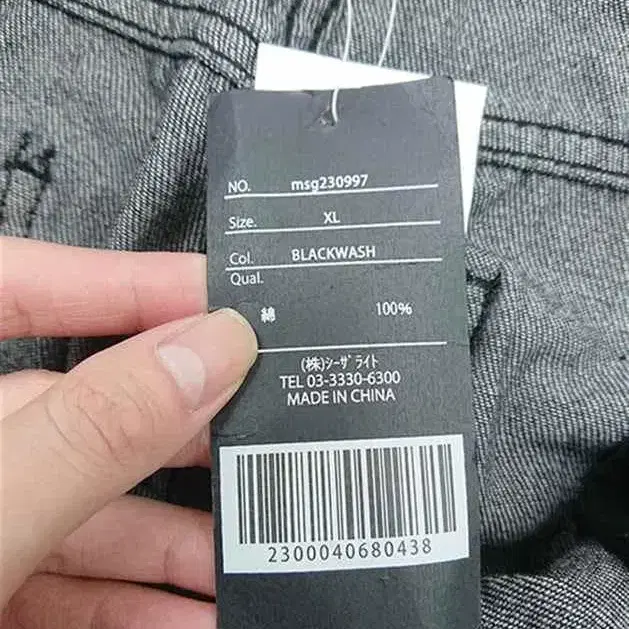 NO. msg230997
Size. XL
Col. BLACKWASH
Qual.
綿 100%
(株)ｼｰｻﾞﾗｲﾄ
TEL 03-3330-6300
MADE IN CHINA
2300040680438